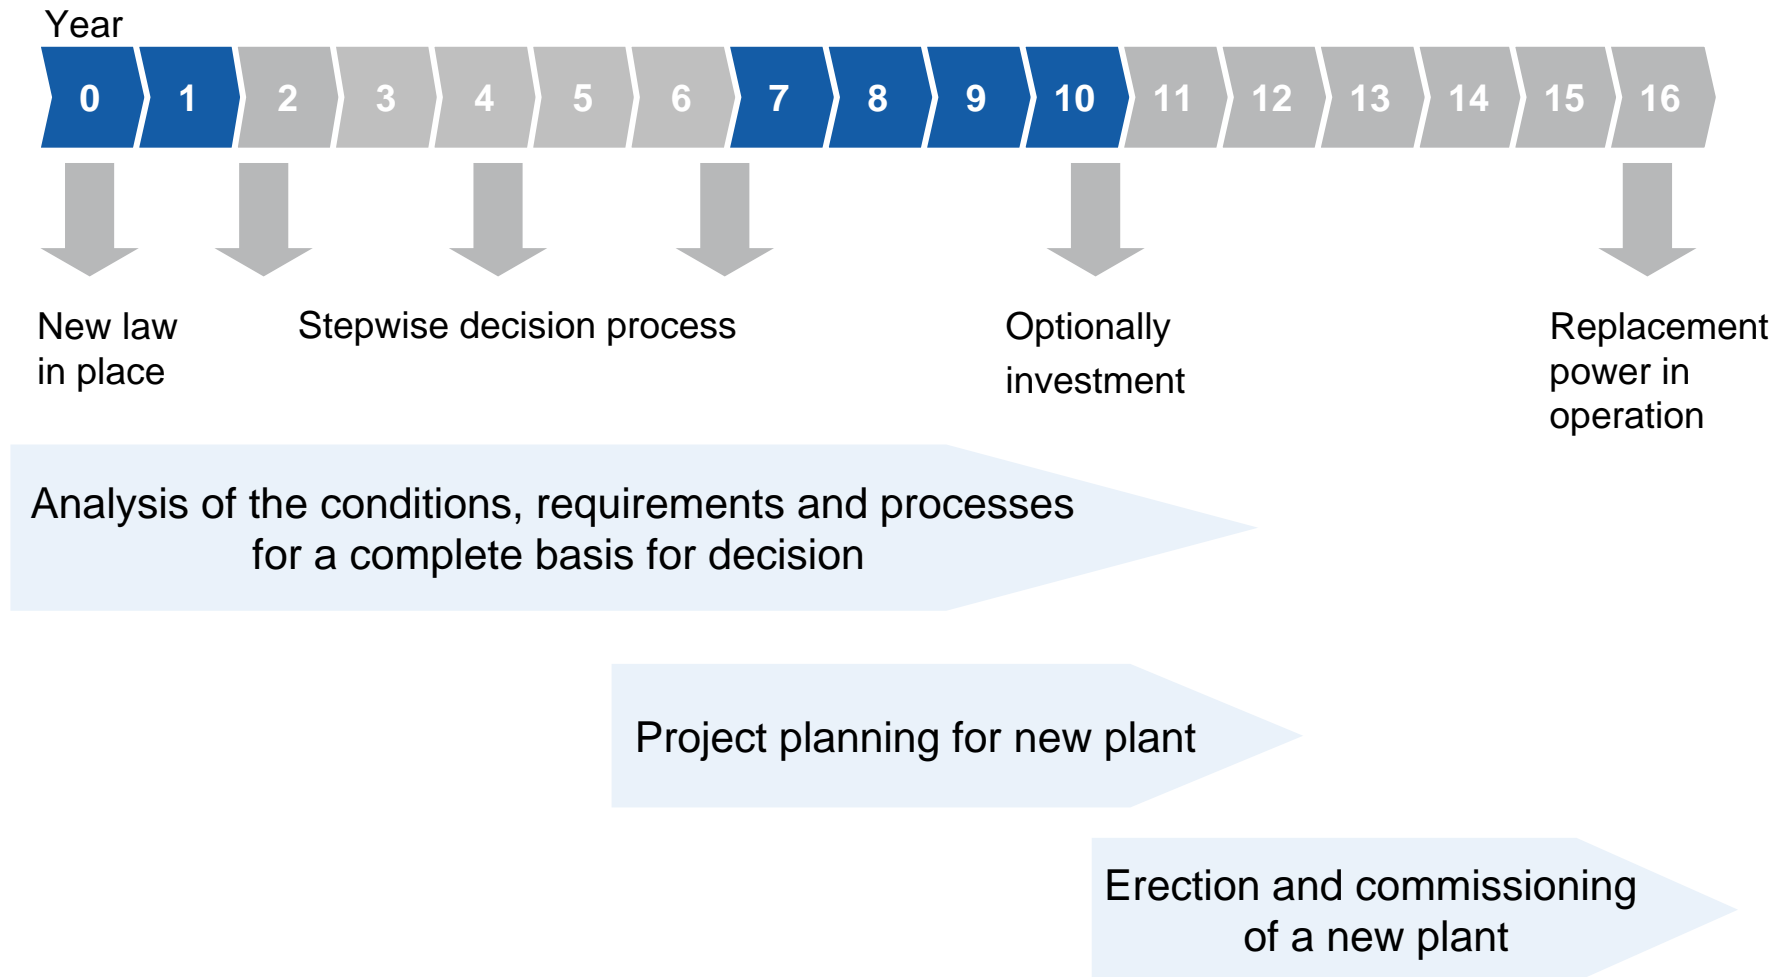 Year
0 1 2 3 4 5 6 7 8 9 10 11 12 13 14 15 16
New law
in place
Stepwise decision process
Optionally
investment
Replacement
power in
operation
Analysis of the conditions, requirements and processes
for a complete basis for decision
Project planning for new plant
Erection and commissioning
of a new plant